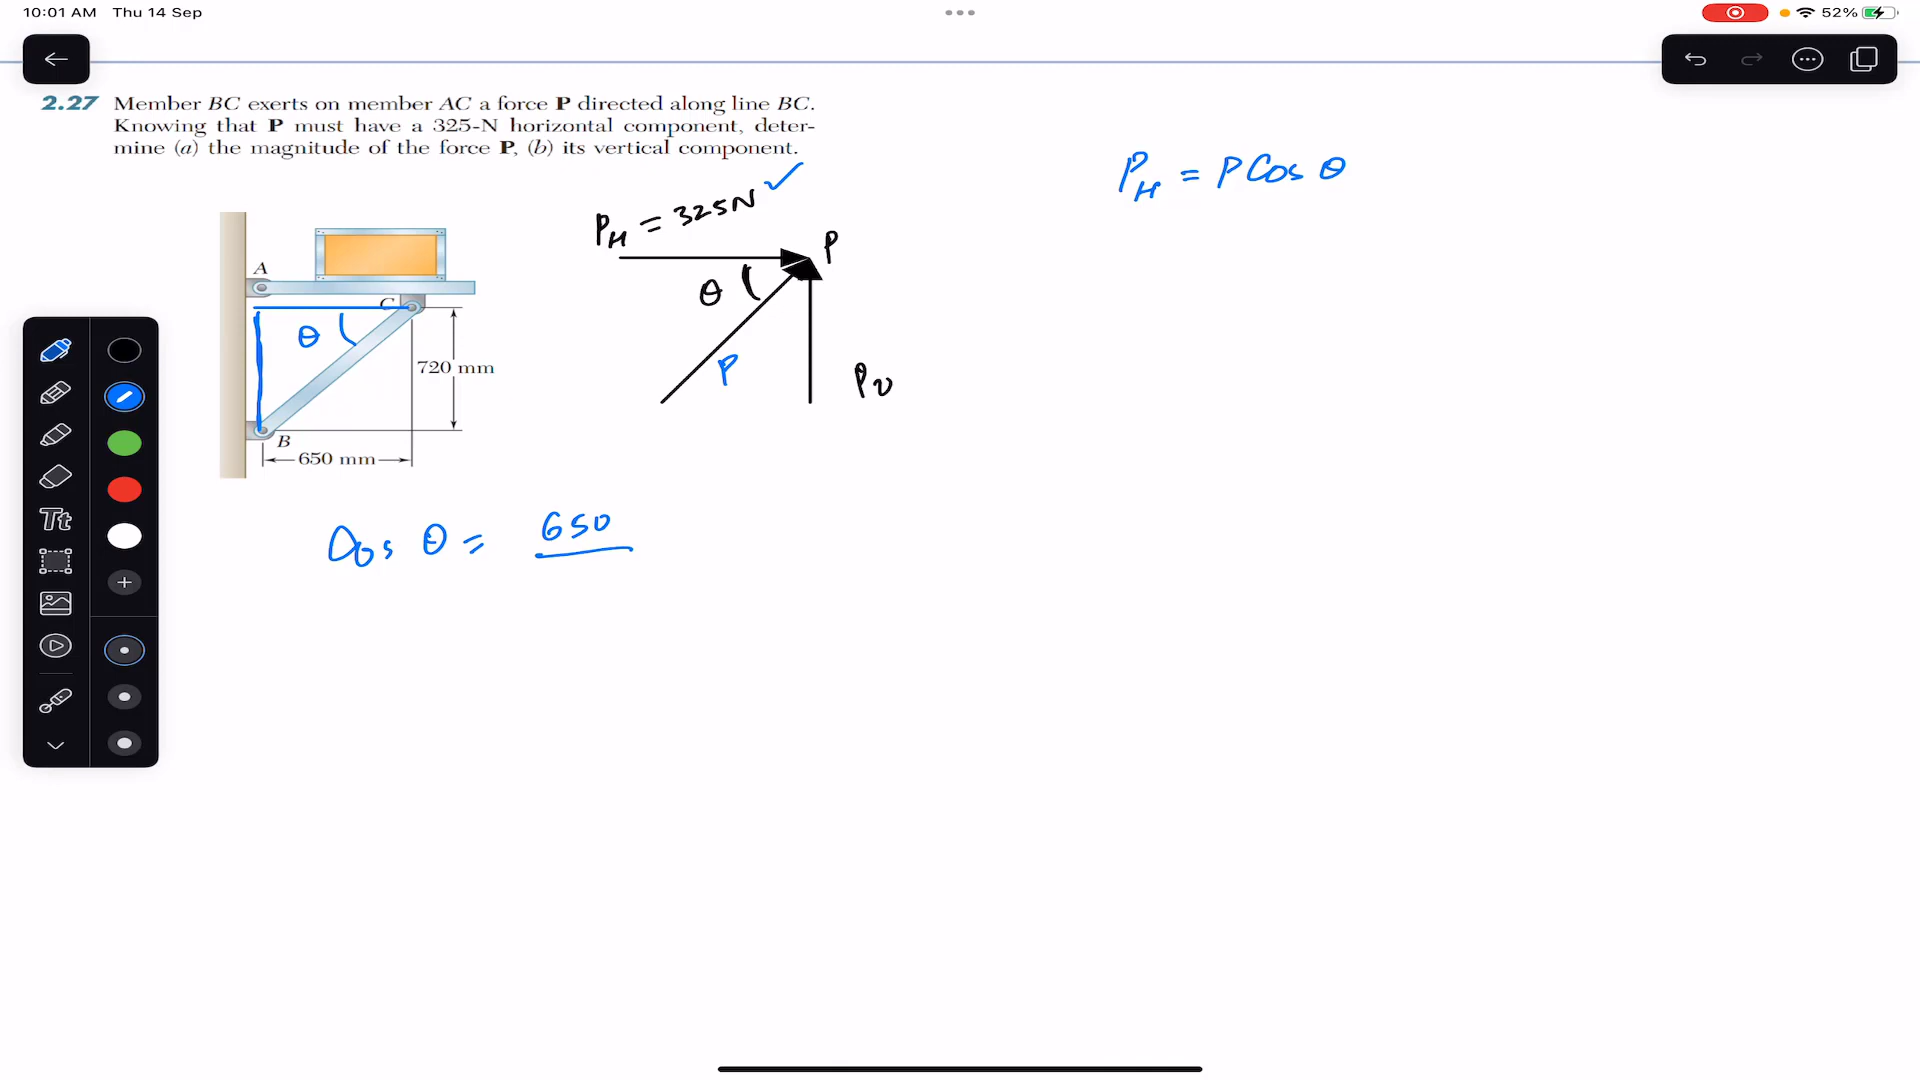 10:01 AM Thu 14 Sep
52%
2.27 Member BC exerts on member AC a force P directed along line BC.
Knowing that P must have a 325-N horizontal component, deter-
mine (a) the magnitude of the force P, (b) its vertical component.
P_H = P Cos θ
P_H = 325N ✓
P
A
θ
C
θ
720 mm
P
P_v
B
650 mm
Cos θ = 650
Tt